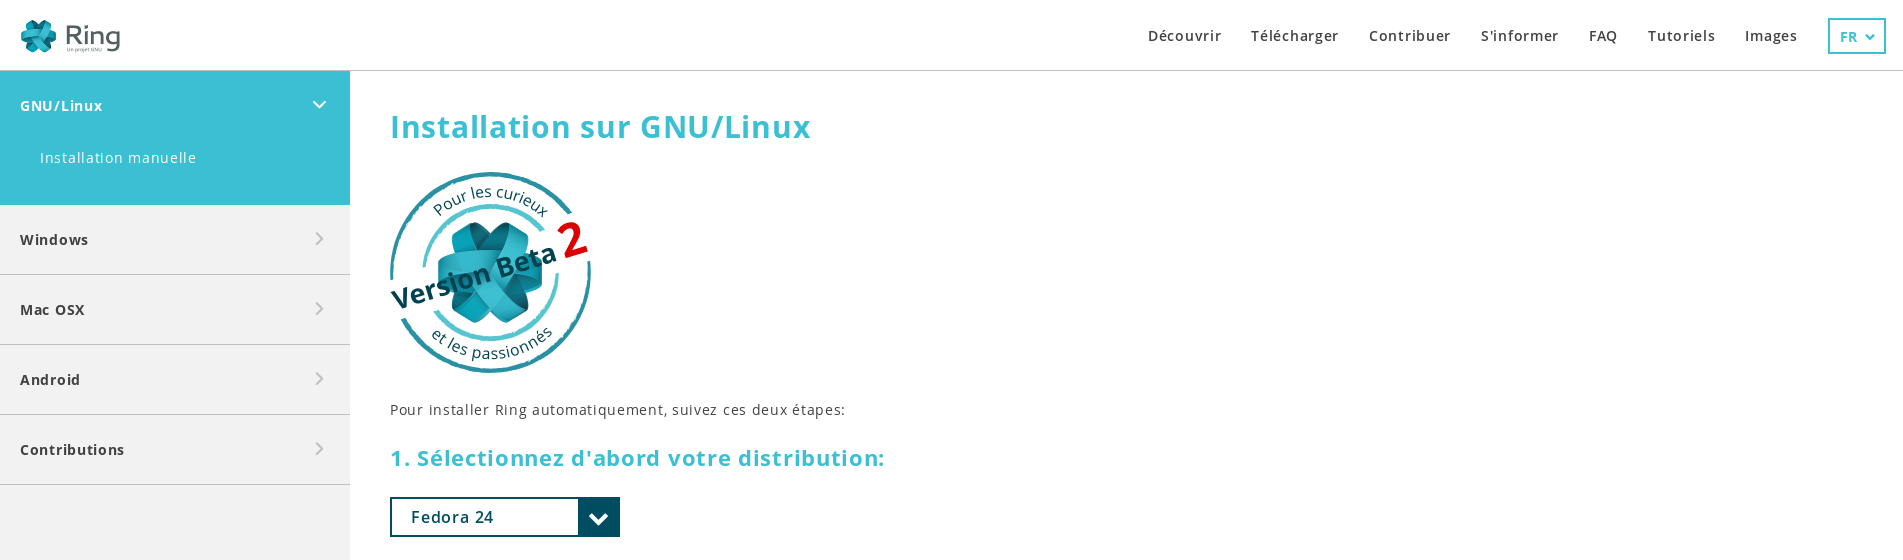 Ring
Un projet GNU
Découvrir
Télécharger
Contribuer
S'informer
FAQ
Tutoriels
Images
FR
GNU/Linux
Installation manuelle
Windows
Mac OSX
Android
Contributions
Installation sur GNU/Linux
Pour les curieux
Version Beta 2
et les passionnés
Pour installer Ring automatiquement, suivez ces deux étapes:
1. Sélectionnez d'abord votre distribution:
Fedora 24